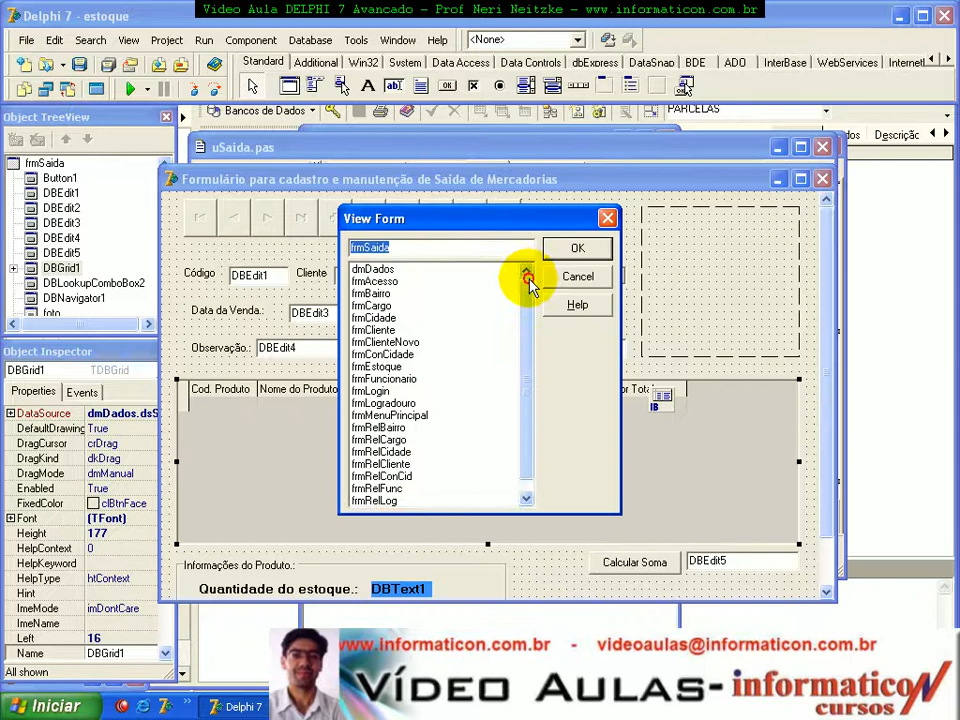 Video Aula DELPHI 7 Avancado - Prof Neri Neitzke - www.informaticon.com.br
Delphi 7 - estoque
File Edit Search View Project Run Component Database Tools Window Help <None>
Standard Additional Win32 System Data Access Data Controls dbExpress DataSnap BDE ADO InterBase WebServices Internet
Object TreeView
Bancos de Dados
PARCELAS
frmSaida
Button1
DBEdit1
DBEdit2
DBEdit3
DBEdit4
DBEdit5
DBGrid1
DBLookupComboBox2
DBNavigator1
foto
uSaida.pas
dos Descriçã
Formulário para cadastro e manutenção de Saída de Mercadorias
View Form
frmSaida
OK
Cancel
Help
dmDados
frmAcesso
frmBairro
frmCargo
frmCidade
frmCliente
frmClienteNovo
frmConCidade
frmEstoque
frmFuncionario
frmLogin
frmLogradouro
frmMenuPrincipal
frmRelBairro
frmRelCargo
frmRelCidade
frmRelCliente
frmRelConCid
frmRelFunc
frmRelLog
Código DBEdit1 Cliente
Data da Venda.: DBEdit3
Observação.: DBEdit4
Cod. Produto Nome do Produto or Tota
IB
Calcular Soma DBEdit5
Informações do Produto.:
Quantidade do estoque.: DBText1
Object Inspector
DBGrid1 TDBGrid
Properties Events
DataSource dmDados.dsS
DefaultDrawing True
DragCursor crDrag
DragKind dkDrag
DragMode dmManual
Enabled True
FixedColor clBtnFace
Font (TFont)
Height 177
HelpContext 0
HelpKeyword
HelpType htContext
Hint
ImeMode imDontCare
ImeName
Left 16
Name DBGrid1
All shown
www.informaticon.com.br - videoaulas@informaticon.com.br
VÍDEO AULAS- informaticoN
cursos
Iniciar Delphi 7